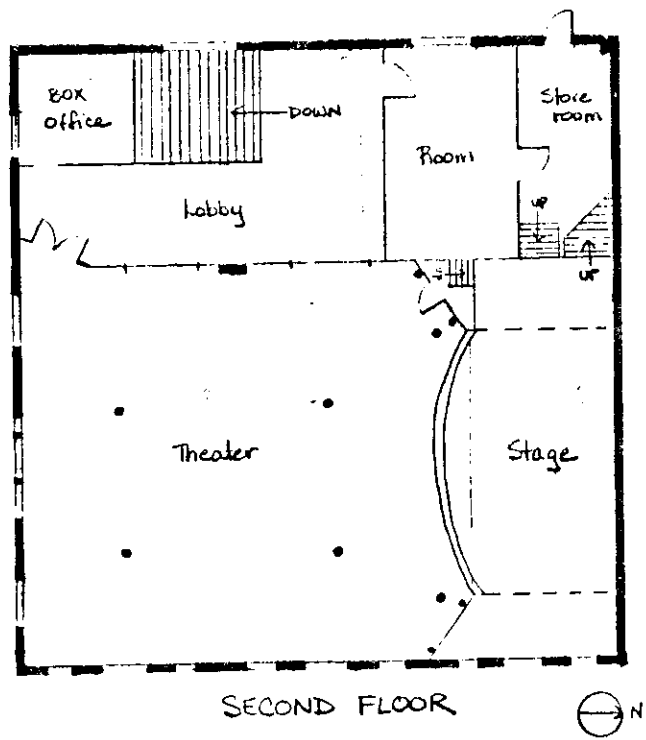 BOX
Office
DOWN
Store
room
Room
Lobby
UP
UP
Theater
Stage
SECOND FLOOR
N